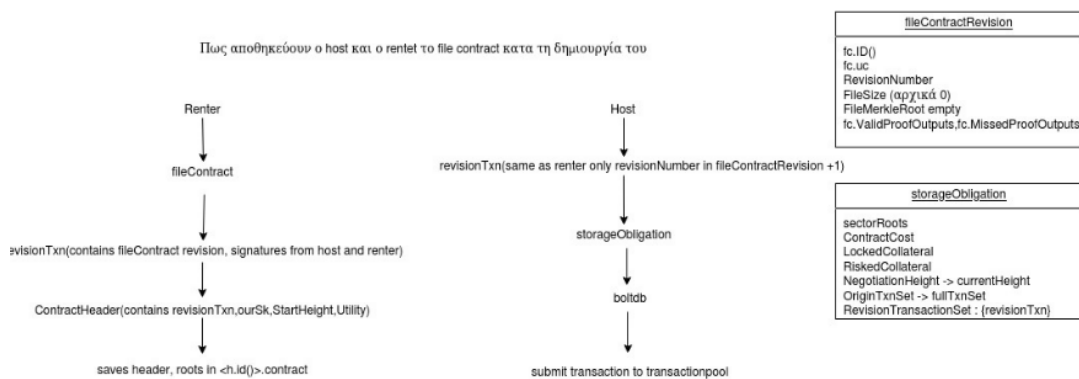 Πως αποθηκεύουν ο host και ο rentet το file contract κατα τη δημιουργία του
Renter
fileContract
evisionTxn(contains fileContract revision, signatures from host and renter)
ContractHeader(contains revisionTxn,ourSk,StartHeight,Utility)
saves header, roots in <h.id()>.contract
Host
revisionTxn(same as renter only revisionNumber in fileContractRevision +1)
storageObligation
boltdb
submit transaction to transactionpool
fileContractRevision
fc.ID()
fc.uc
RevisionNumber
FileSize (αρχικά 0)
FileMerkleRoot empty
fc.ValidProofOutputs,fc.MissedProofOutputs
storageObligation
sectorRoots
ContractCost
LockedCollateral
RiskedCollateral
NegotiationHeight -> currentHeight
OriginTxnSet -> fullTxnSet
RevisionTransactionSet : {revisionTxn}